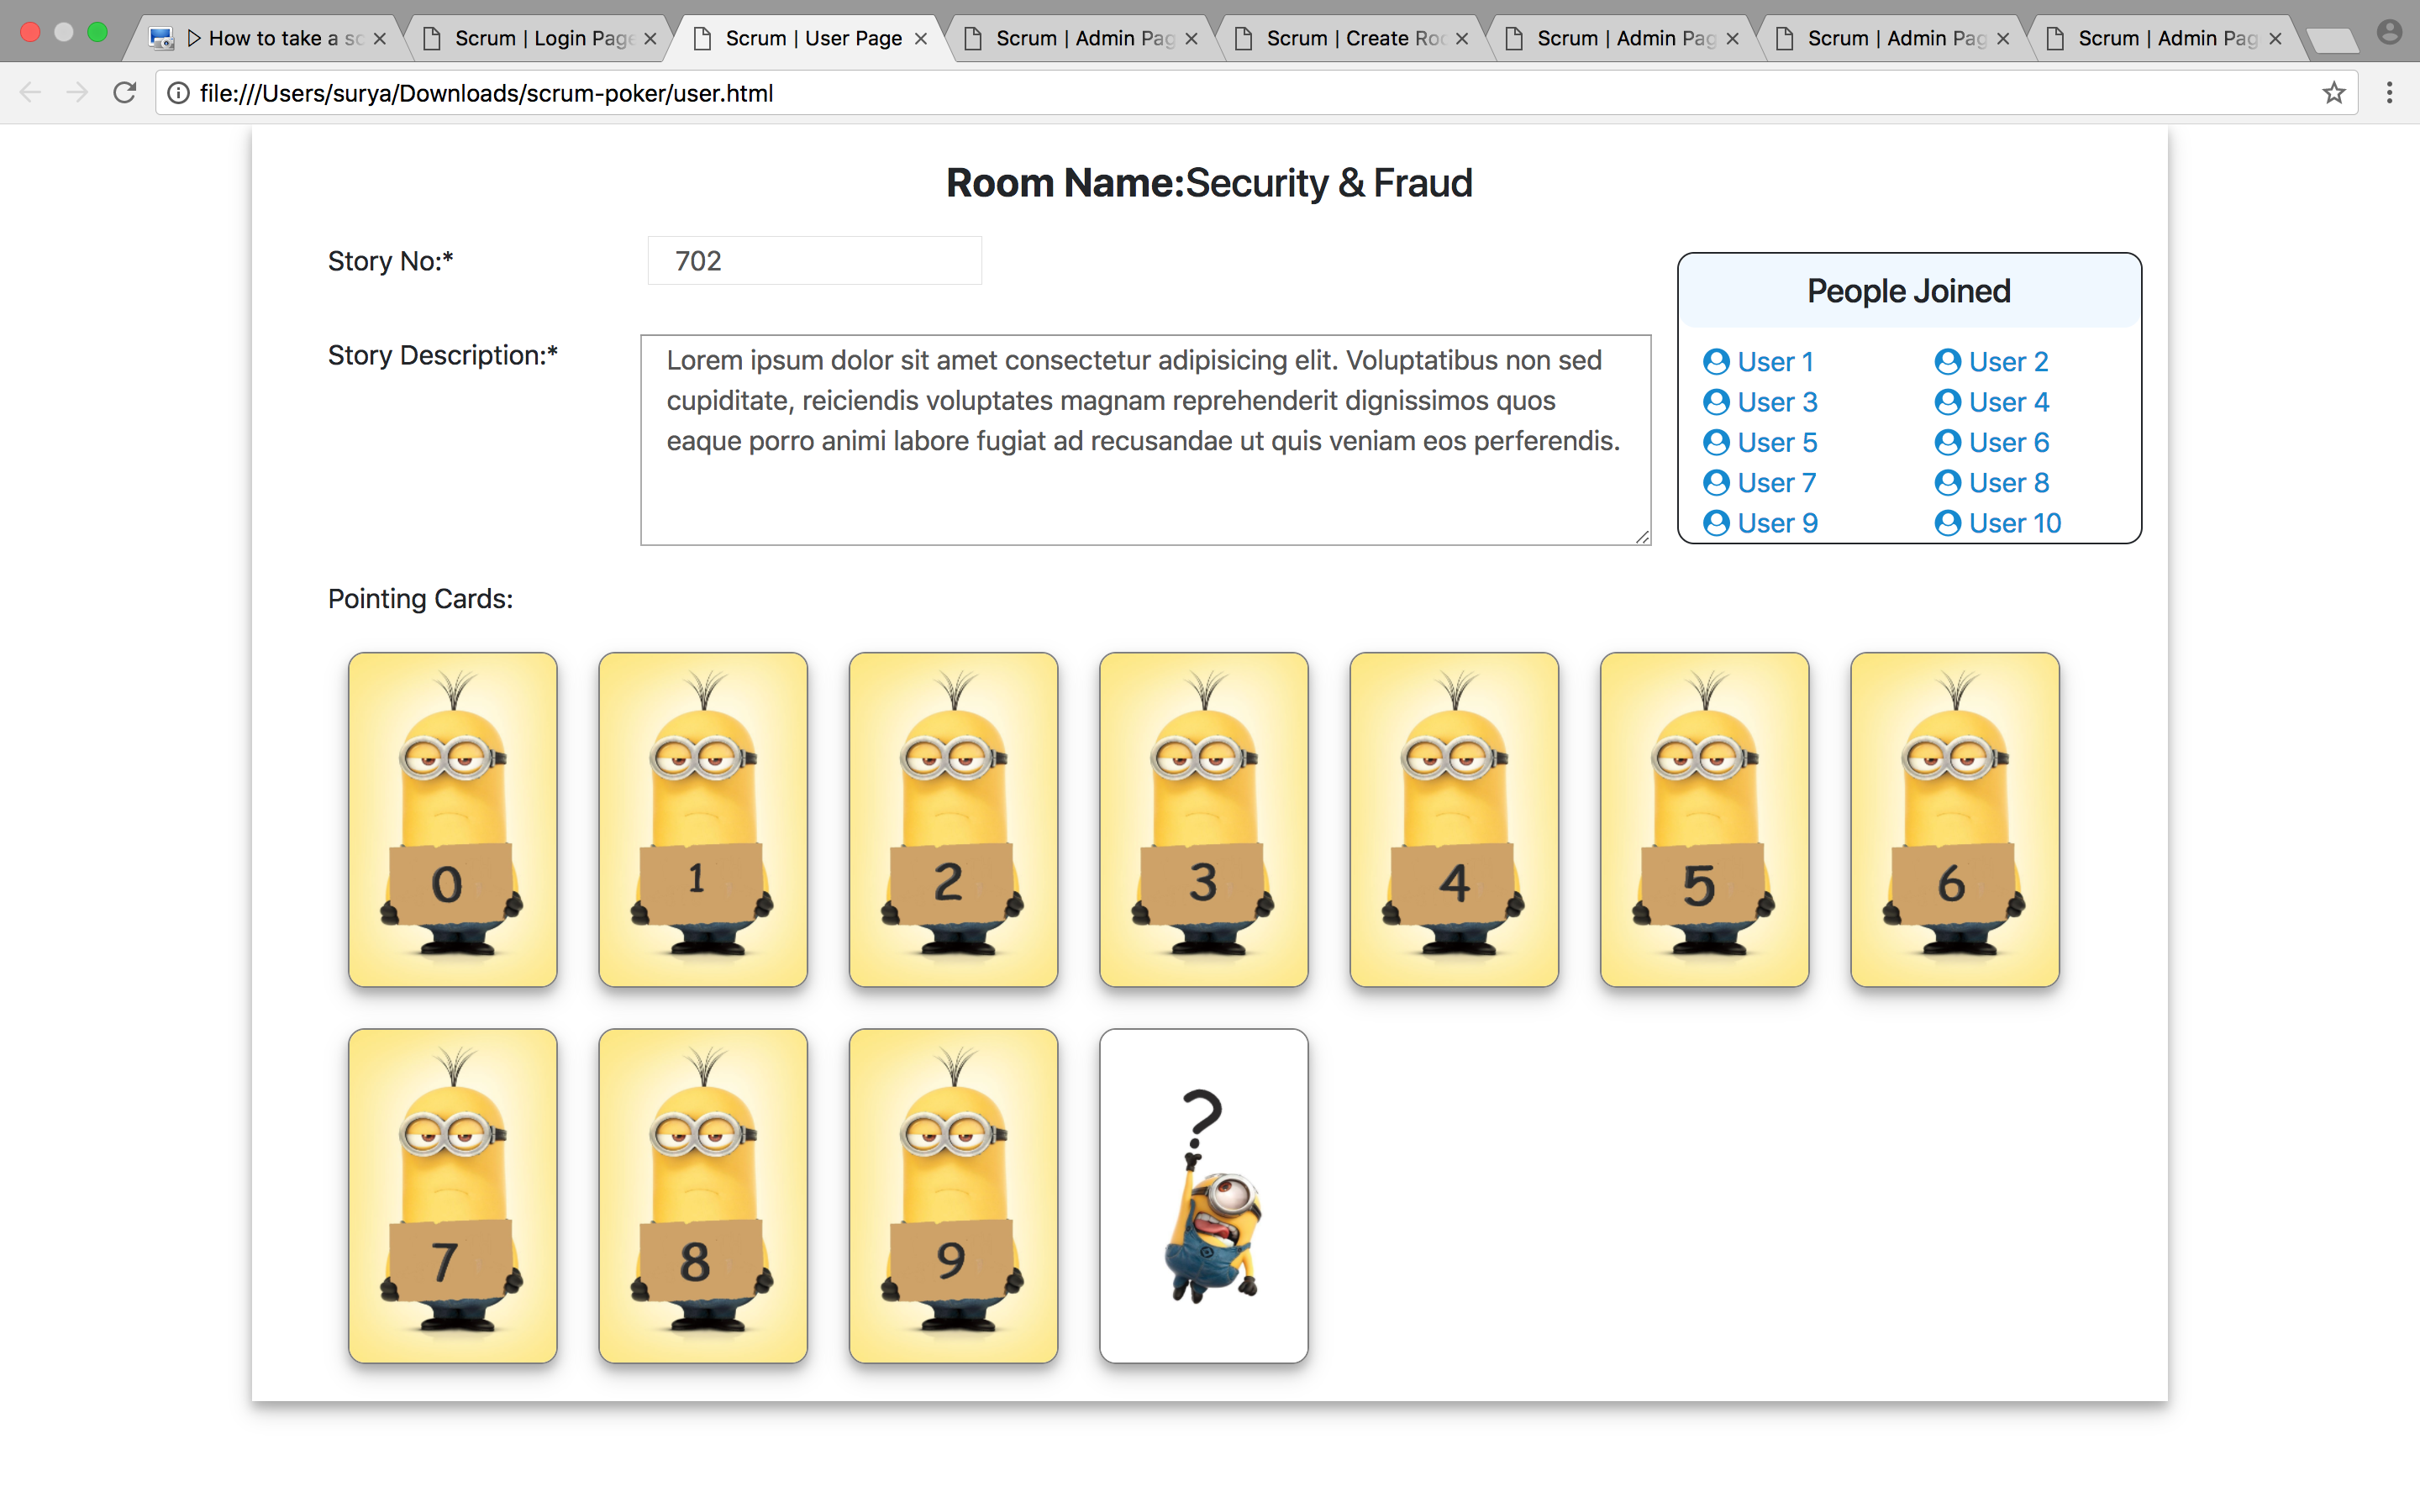 How to take a sc
Scrum | Login Page
Scrum | User Page
Scrum | Admin Pag
Scrum | Create Roo
Scrum | Admin Pag
Scrum | Admin Pag
Scrum | Admin Pag
file:///Users/surya/Downloads/scrum-poker/user.html
Room Name:Security & Fraud
Story No:*
702
Story Description:*
Lorem ipsum dolor sit amet consectetur adipisicing elit. Voluptatibus non sed
cupiditate, reiciendis voluptates magnam reprehenderit dignissimos quos
eaque porro animi labore fugiat ad recusandae ut quis veniam eos perferendis.
People Joined
User 1
User 2
User 3
User 4
User 5
User 6
User 7
User 8
User 9
User 10
Pointing Cards:
0
1
2
3
4
5
6
7
8
9
?